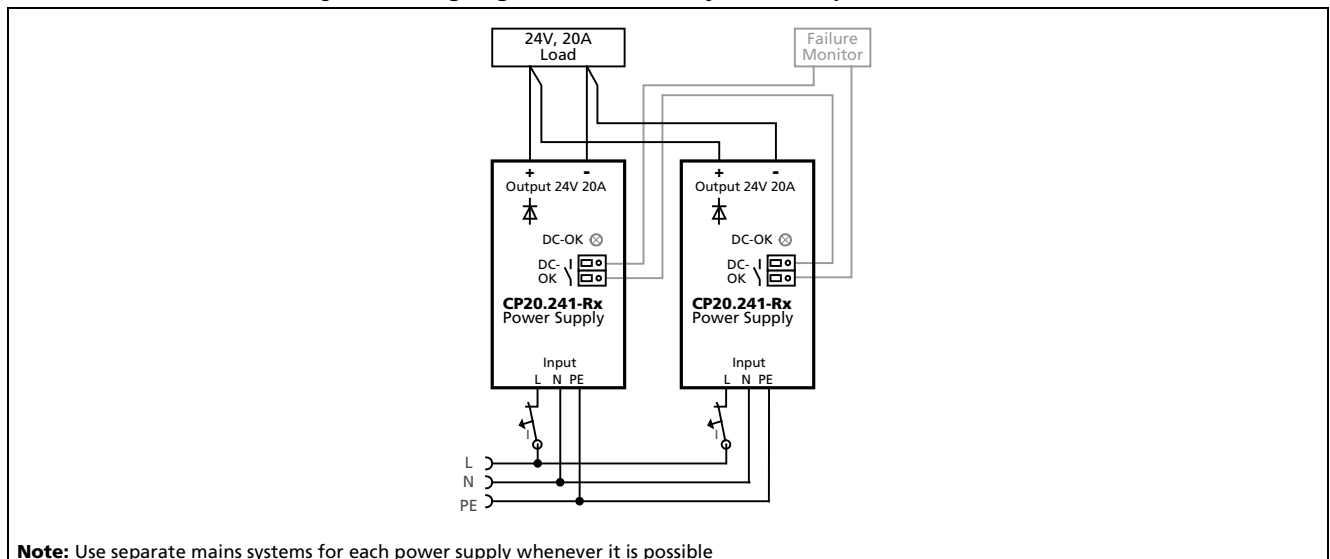 24V, 20A
Load
Failure
Monitor
+ -
Output 24V 20A
DC-OK
DC-
OK
CP20.241-Rx
Power Supply
Input
L N PE
I
+ -
Output 24V 20A
DC-OK
DC-
OK
CP20.241-Rx
Power Supply
Input
L N PE
I
L
N
PE
Note: Use separate mains systems for each power supply whenever it is possible